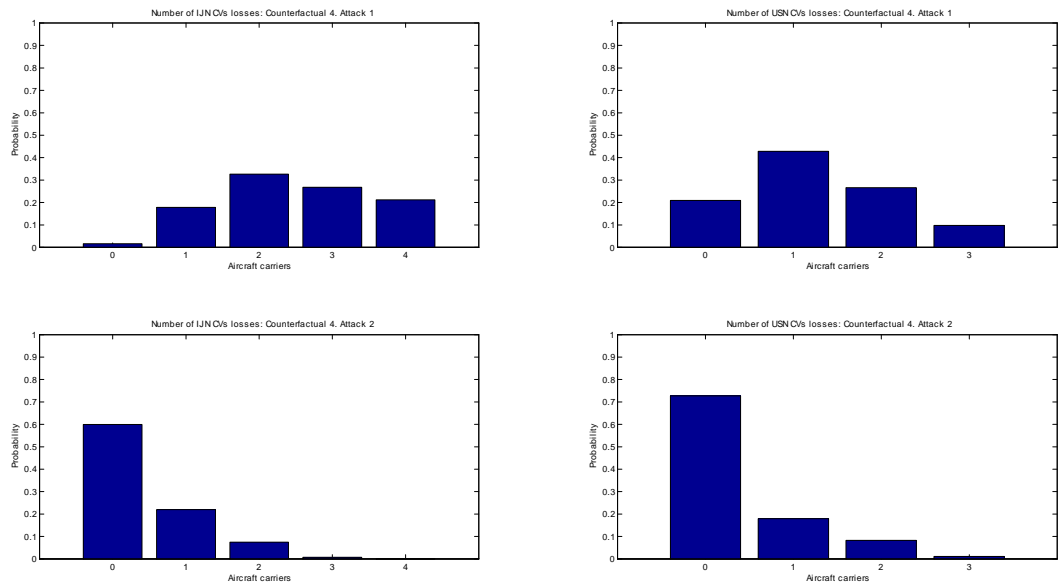 Number of IJN CVs losses: Counterfactual 4. Attack 1
1
0.9
0.8
0.7
0.6
0.5
0.4
0.3
0.2
0.1
0
Probability
0 1 2 3 4
Aircraft carriers
Number of USN CVs losses: Counterfactual 4. Attack 1
1
0.9
0.8
0.7
0.6
0.5
0.4
0.3
0.2
0.1
0
Probability
0 1 2 3
Aircraft carriers
Number of IJN CVs losses: Counterfactual 4. Attack 2
1
0.9
0.8
0.7
0.6
0.5
0.4
0.3
0.2
0.1
0
Probability
0 1 2 3 4
Aircraft carriers
Number of USN CVs losses: Counterfactual 4. Attack 2
1
0.9
0.8
0.7
0.6
0.5
0.4
0.3
0.2
0.1
0
Probability
0 1 2 3
Aircraft carriers